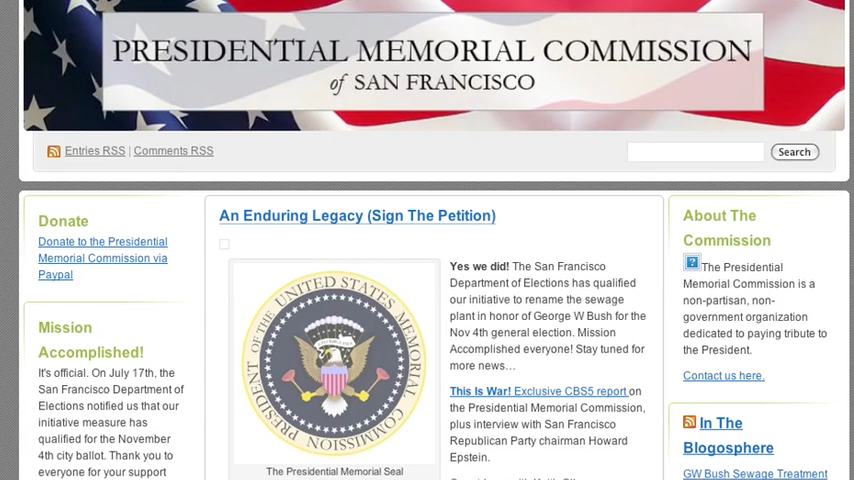 PRESIDENTIAL MEMORIAL COMMISSION
of SAN FRANCISCO
Entries RSS | Comments RSS
Search
Donate
Donate to the Presidential
Memorial Commission via
Paypal
Mission
Accomplished!
It's official. On July 17th, the
San Francisco Department of
Elections notified us that our
initiative measure has
qualified for the November
4th city ballot. Thank you to
everyone for your support
An Enduring Legacy (Sign The Petition)
PRESIDENTIAL MEMORIAL COMMISSION OF THE UNITED STATES
The Presidential Memorial Seal
Yes we did! The San Francisco
Department of Elections has qualified
our initiative to rename the sewage
plant in honor of George W Bush for the
Nov 4th general election. Mission
Accomplished everyone! Stay tuned for
more news…
This Is War! Exclusive CBS5 report on
the Presidential Memorial Commission,
plus interview with San Francisco
Republican Party chairman Howard
Epstein.
About The
Commission
?The Presidential
Memorial Commission is a
non-partisan, non-
government organization
dedicated to paying tribute to
the President.
Contact us here.
In The
Blogosphere
GW Bush Sewage Treatment